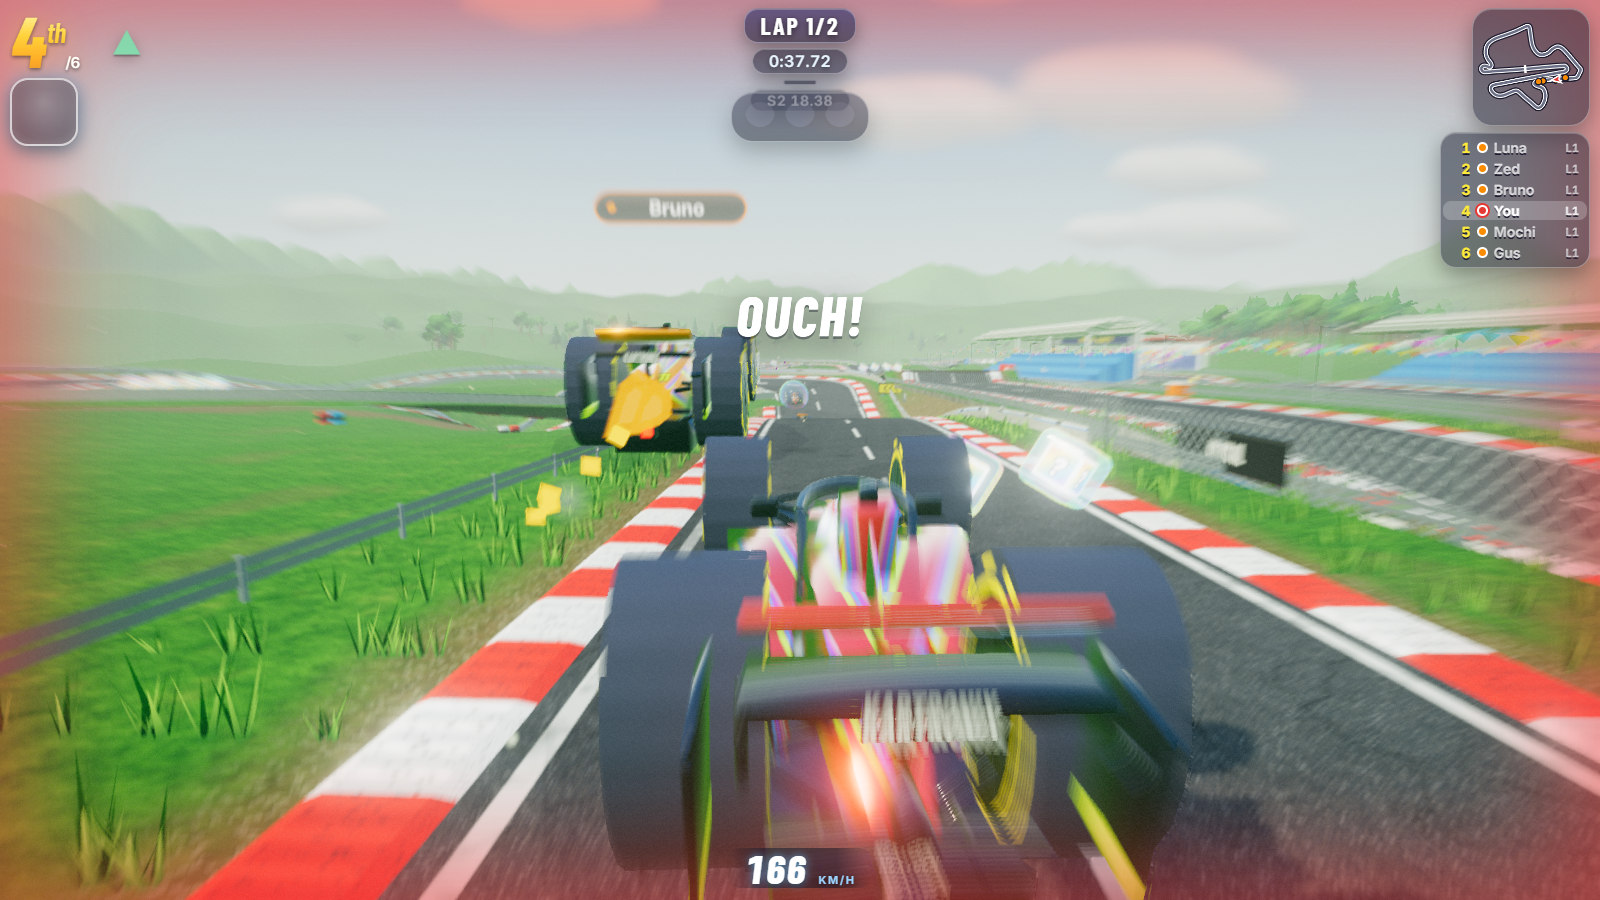 4th
/6
LAP 1/2
0:37.72
S2 18.38
1 Luna L1
2 Zed L1
3 Bruno L1
4 You L1
5 Mochi L1
6 Gus L1
Bruno
OUCH!
166 KM/H